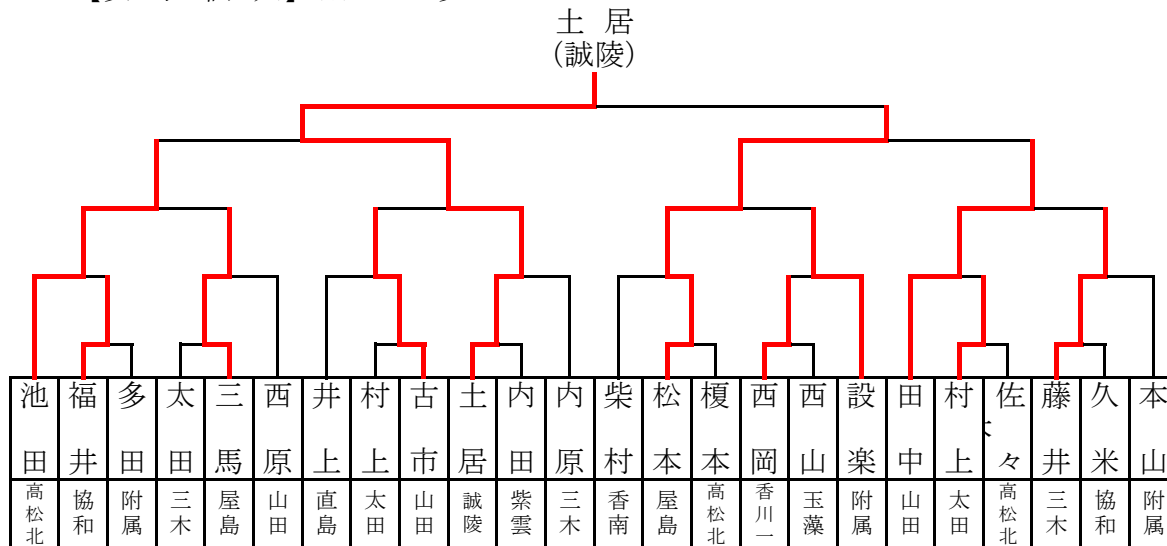 土居
(誠陵)
池田 福井 多田 太田 三馬 西原 井上 村上 古市 土居 内田 内原 柴村 松本 榎本 西岡 西山 設楽 田中 村上 佐々木 藤井 久米 本山
高松北 協和 附属 三木 屋島 山田 直島 太田 山田 誠陵 紫雲 三木 香南 屋島 高松北 香川一 玉藻 附属 山田 太田 高松北 三木 協和 附属